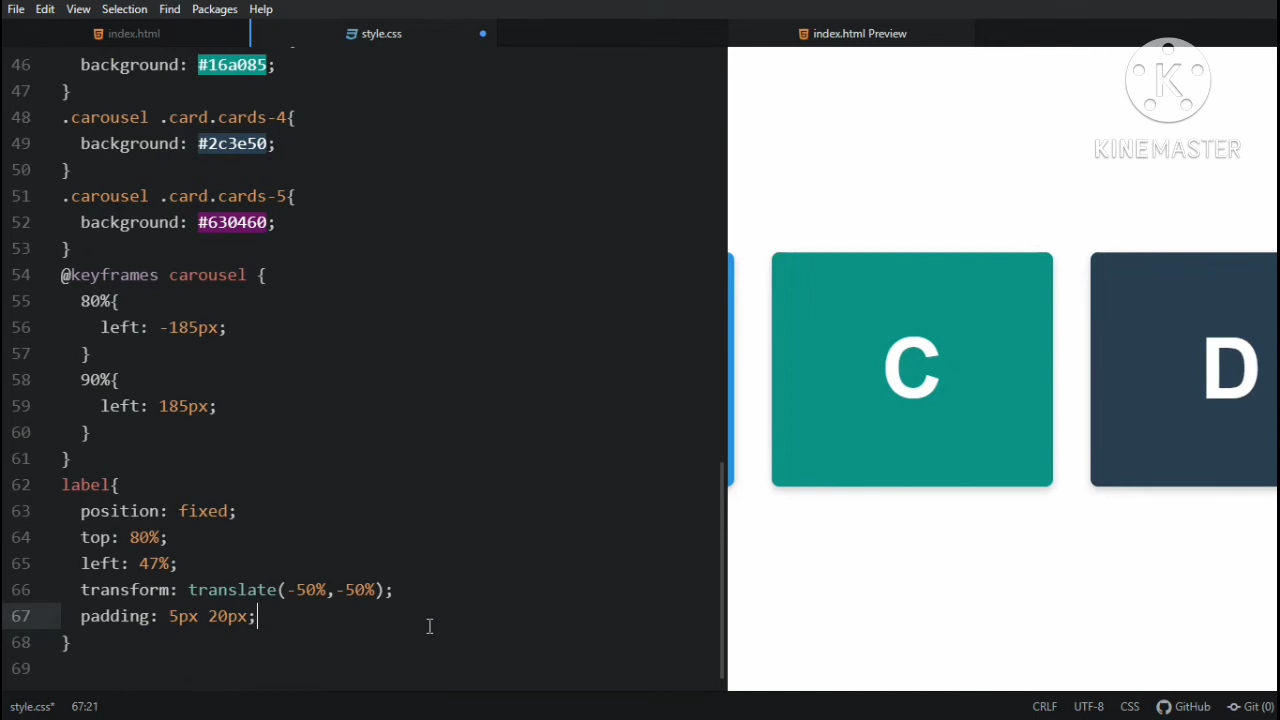 File Edit View Selection Find Packages Help
index.html style.css index.html Preview
46 background: #16a085;
47 }
48 .carousel .card.cards-4{
49 background: #2c3e50;
50 }
51 .carousel .card.cards-5{
52 background: #630460;
53 }
54 @keyframes carousel {
55 80%{
56 left: -185px;
57 }
58 90%{
59 left: 185px;
60 }
61 }
62 label{
63 position: fixed;
64 top: 80%;
65 left: 47%;
66 transform: translate(-50%,-50%);
67 padding: 5px 20px;
68 }
69
K
KINEMASTER
C D
style.css* 67:21 CRLF UTF-8 CSS GitHub Git (0)